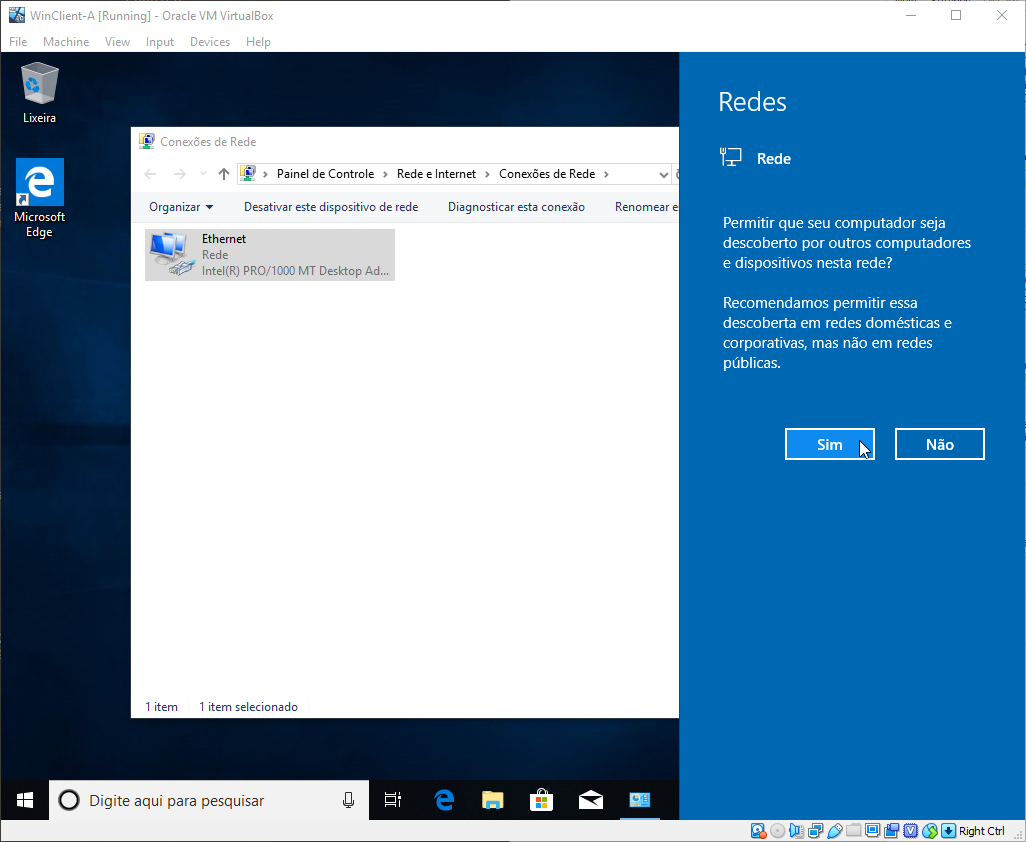 WinClient-A [Running] - Oracle VM VirtualBox
File Machine View Input Devices Help
Lixeira
Microsoft
Edge
Conexões de Rede
Painel de Controle > Rede e Internet > Conexões de Rede >
Organizar Desativar este dispositivo de rede Diagnosticar esta conexão Renomear e
Ethernet
Rede
Intel(R) PRO/1000 MT Desktop Ad...
1 item 1 item selecionado
Redes
Rede
Permitir que seu computador seja
descoberto por outros computadores
e dispositivos nesta rede?
Recomendamos permitir essa
descoberta em redes domésticas e
corporativas, mas não em redes
públicas.
Sim Não
Digite aqui para pesquisar
Right Ctrl